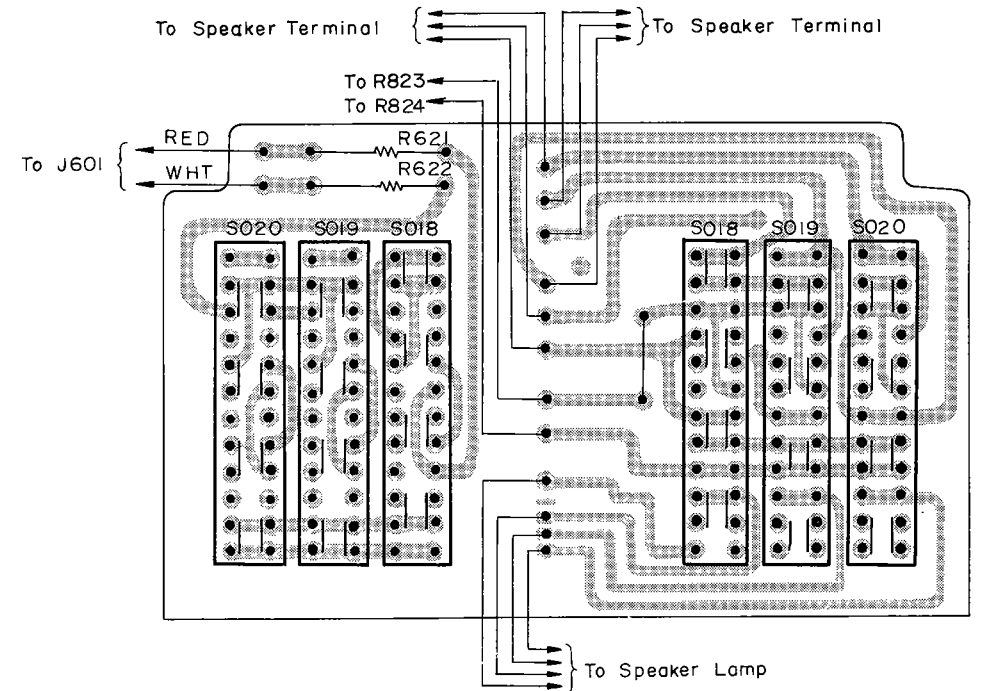 To Speaker Terminal
To Speaker Terminal
To R823
To R824
RED
R621
To J601
WHT
R622
S020 S019 S018
S018 S019 S020
To Speaker Lamp